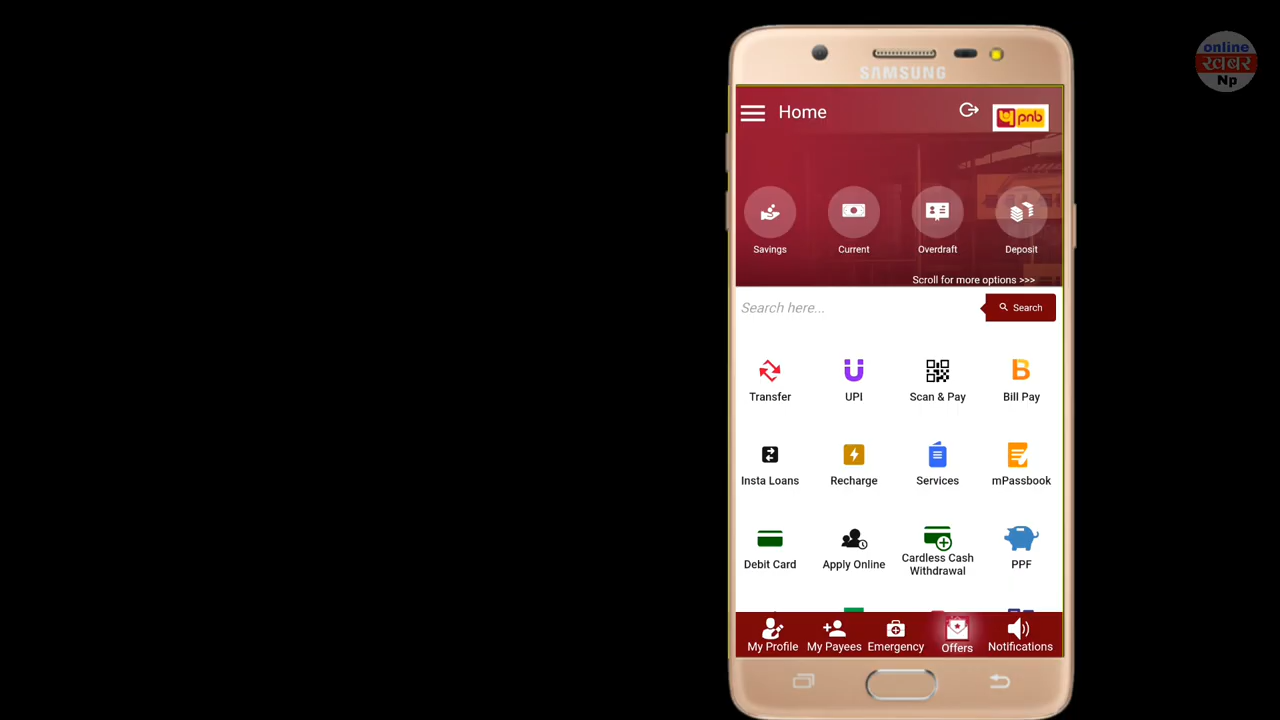 online
खबर
Np
SAMSUNG
Home
pnb
Savings Current Overdraft Deposit
Scroll for more options >>>
Search here... Search
Transfer UPI Scan & Pay Bill Pay
Insta Loans Recharge Services mPassbook
Debit Card Apply Online Cardless Cash Withdrawal PPF
My Profile My Payees Emergency Offers Notifications